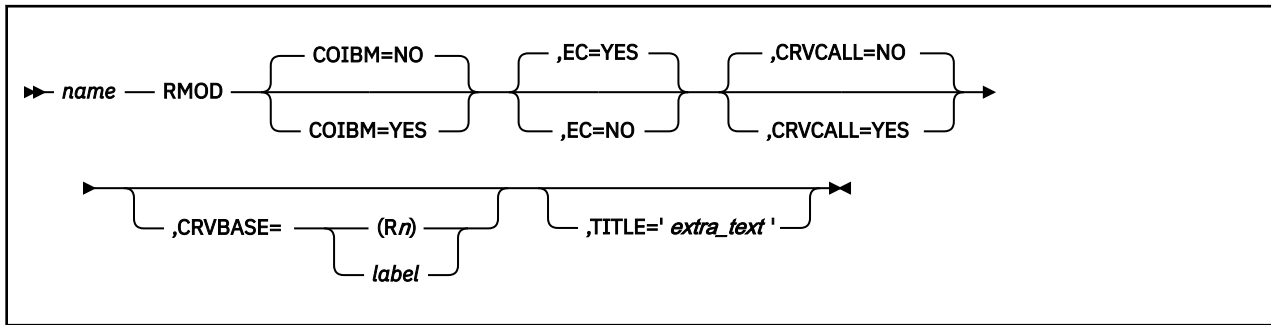 COIBM=NO ,EC=YES ,CRVCALL=NO
name RMOD
COIBM=YES ,EC=NO ,CRVCALL=YES
,CRVBASE= (Rn) ,TITLE=' extra_text '
label